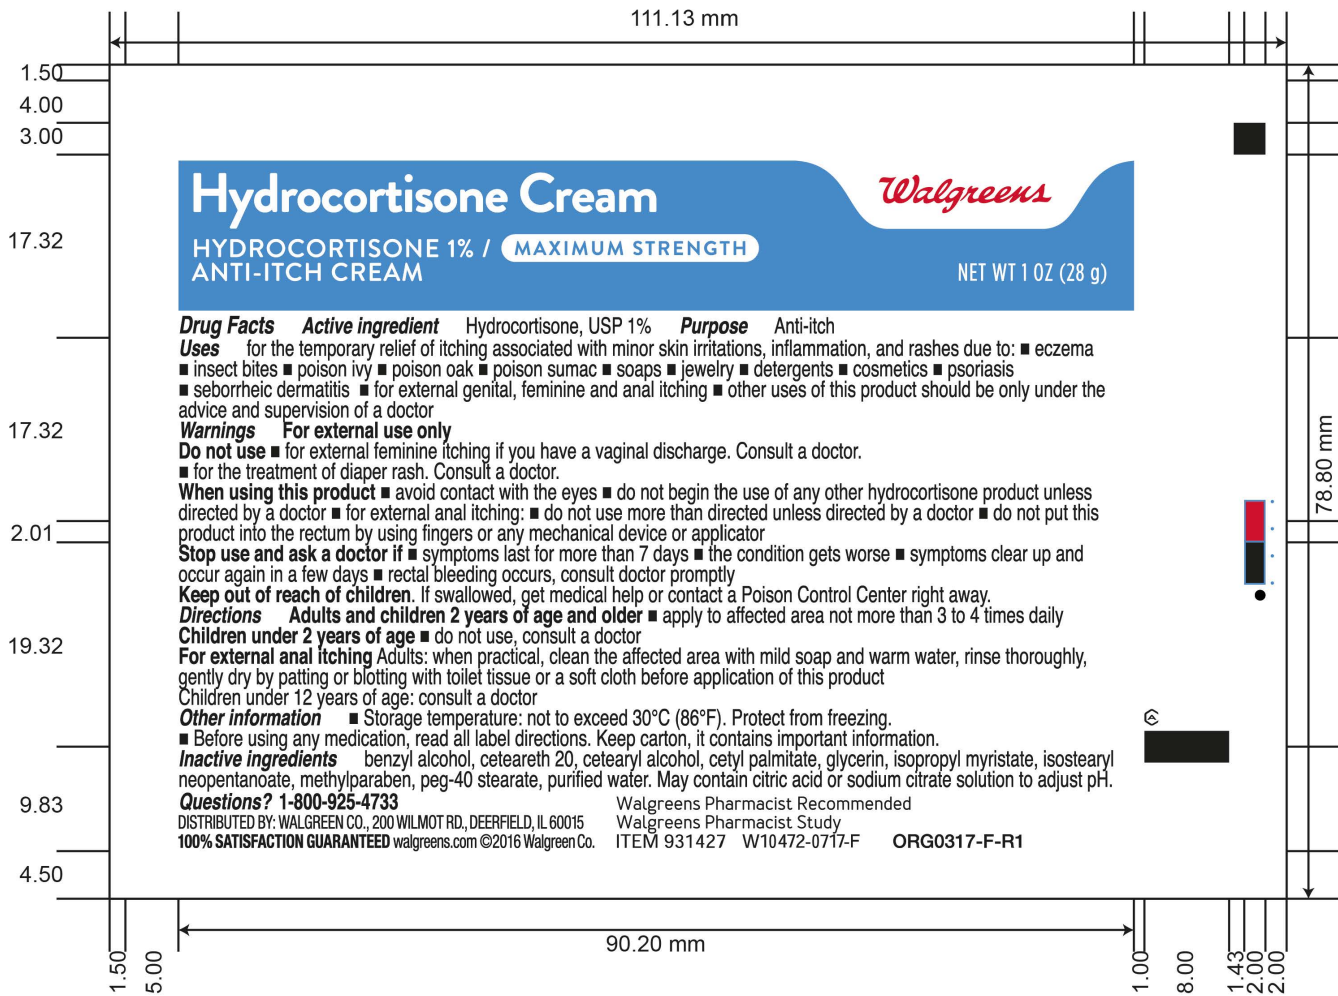 111.13 mm
1.50
4.00
3.00
17.32
17.32
2.01
19.32
9.83
4.50
Hydrocortisone Cream
Walgreens
HYDROCORTISONE 1% / MAXIMUM STRENGTH
ANTI-ITCH CREAM
NET WT 1 OZ (28 g)
Drug Facts Active ingredient Hydrocortisone, USP 1% Purpose Anti-itch
Uses for the temporary relief of itching associated with minor skin irritations, inflammation, and rashes due to: ■ eczema
■ insect bites ■ poison ivy ■ poison oak ■ poison sumac ■ soaps ■ jewelry ■ detergents ■ cosmetics ■ psoriasis
■ seborrheic dermatitis ■ for external genital, feminine and anal itching ■ other uses of this product should be only under the
advice and supervision of a doctor
Warnings For external use only
Do not use ■ for external feminine itching if you have a vaginal discharge. Consult a doctor.
■ for the treatment of diaper rash. Consult a doctor.
When using this product ■ avoid contact with the eyes ■ do not begin the use of any other hydrocortisone product unless
directed by a doctor ■ for external anal itching: ■ do not use more than directed unless directed by a doctor ■ do not put this
product into the rectum by using fingers or any mechanical device or applicator
Stop use and ask a doctor if ■ symptoms last for more than 7 days ■ the condition gets worse ■ symptoms clear up and
occur again in a few days ■ rectal bleeding occurs, consult doctor promptly
Keep out of reach of children. If swallowed, get medical help or contact a Poison Control Center right away.
Directions Adults and children 2 years of age and older ■ apply to affected area not more than 3 to 4 times daily
Children under 2 years of age ■ do not use, consult a doctor
For external anal itching Adults: when practical, clean the affected area with mild soap and warm water, rinse thoroughly,
gently dry by patting or blotting with toilet tissue or a soft cloth before application of this product
Children under 12 years of age: consult a doctor
Other information ■ Storage temperature: not to exceed 30°C (86°F). Protect from freezing.
■ Before using any medication, read all label directions. Keep carton, it contains important information.
Inactive ingredients benzyl alcohol, ceteareth 20, cetearyl alcohol, cetyl palmitate, glycerin, isopropyl myristate, isostearyl
neopentanoate, methylparaben, peg-40 stearate, purified water. May contain citric acid or sodium citrate solution to adjust pH.
Questions? 1-800-925-4733
DISTRIBUTED BY: WALGREEN CO., 200 WILMOT RD., DEERFIELD, IL 60015
100% SATISFACTION GUARANTEED walgreens.com ©2016 Walgreen Co.
Walgreens Pharmacist Recommended
Walgreens Pharmacist Study
ITEM 931427 W10472-0717-F ORG0317-F-R1
78.80 mm
1.50
5.00
90.20 mm
1.00
8.00
1.43
2.00
2.00